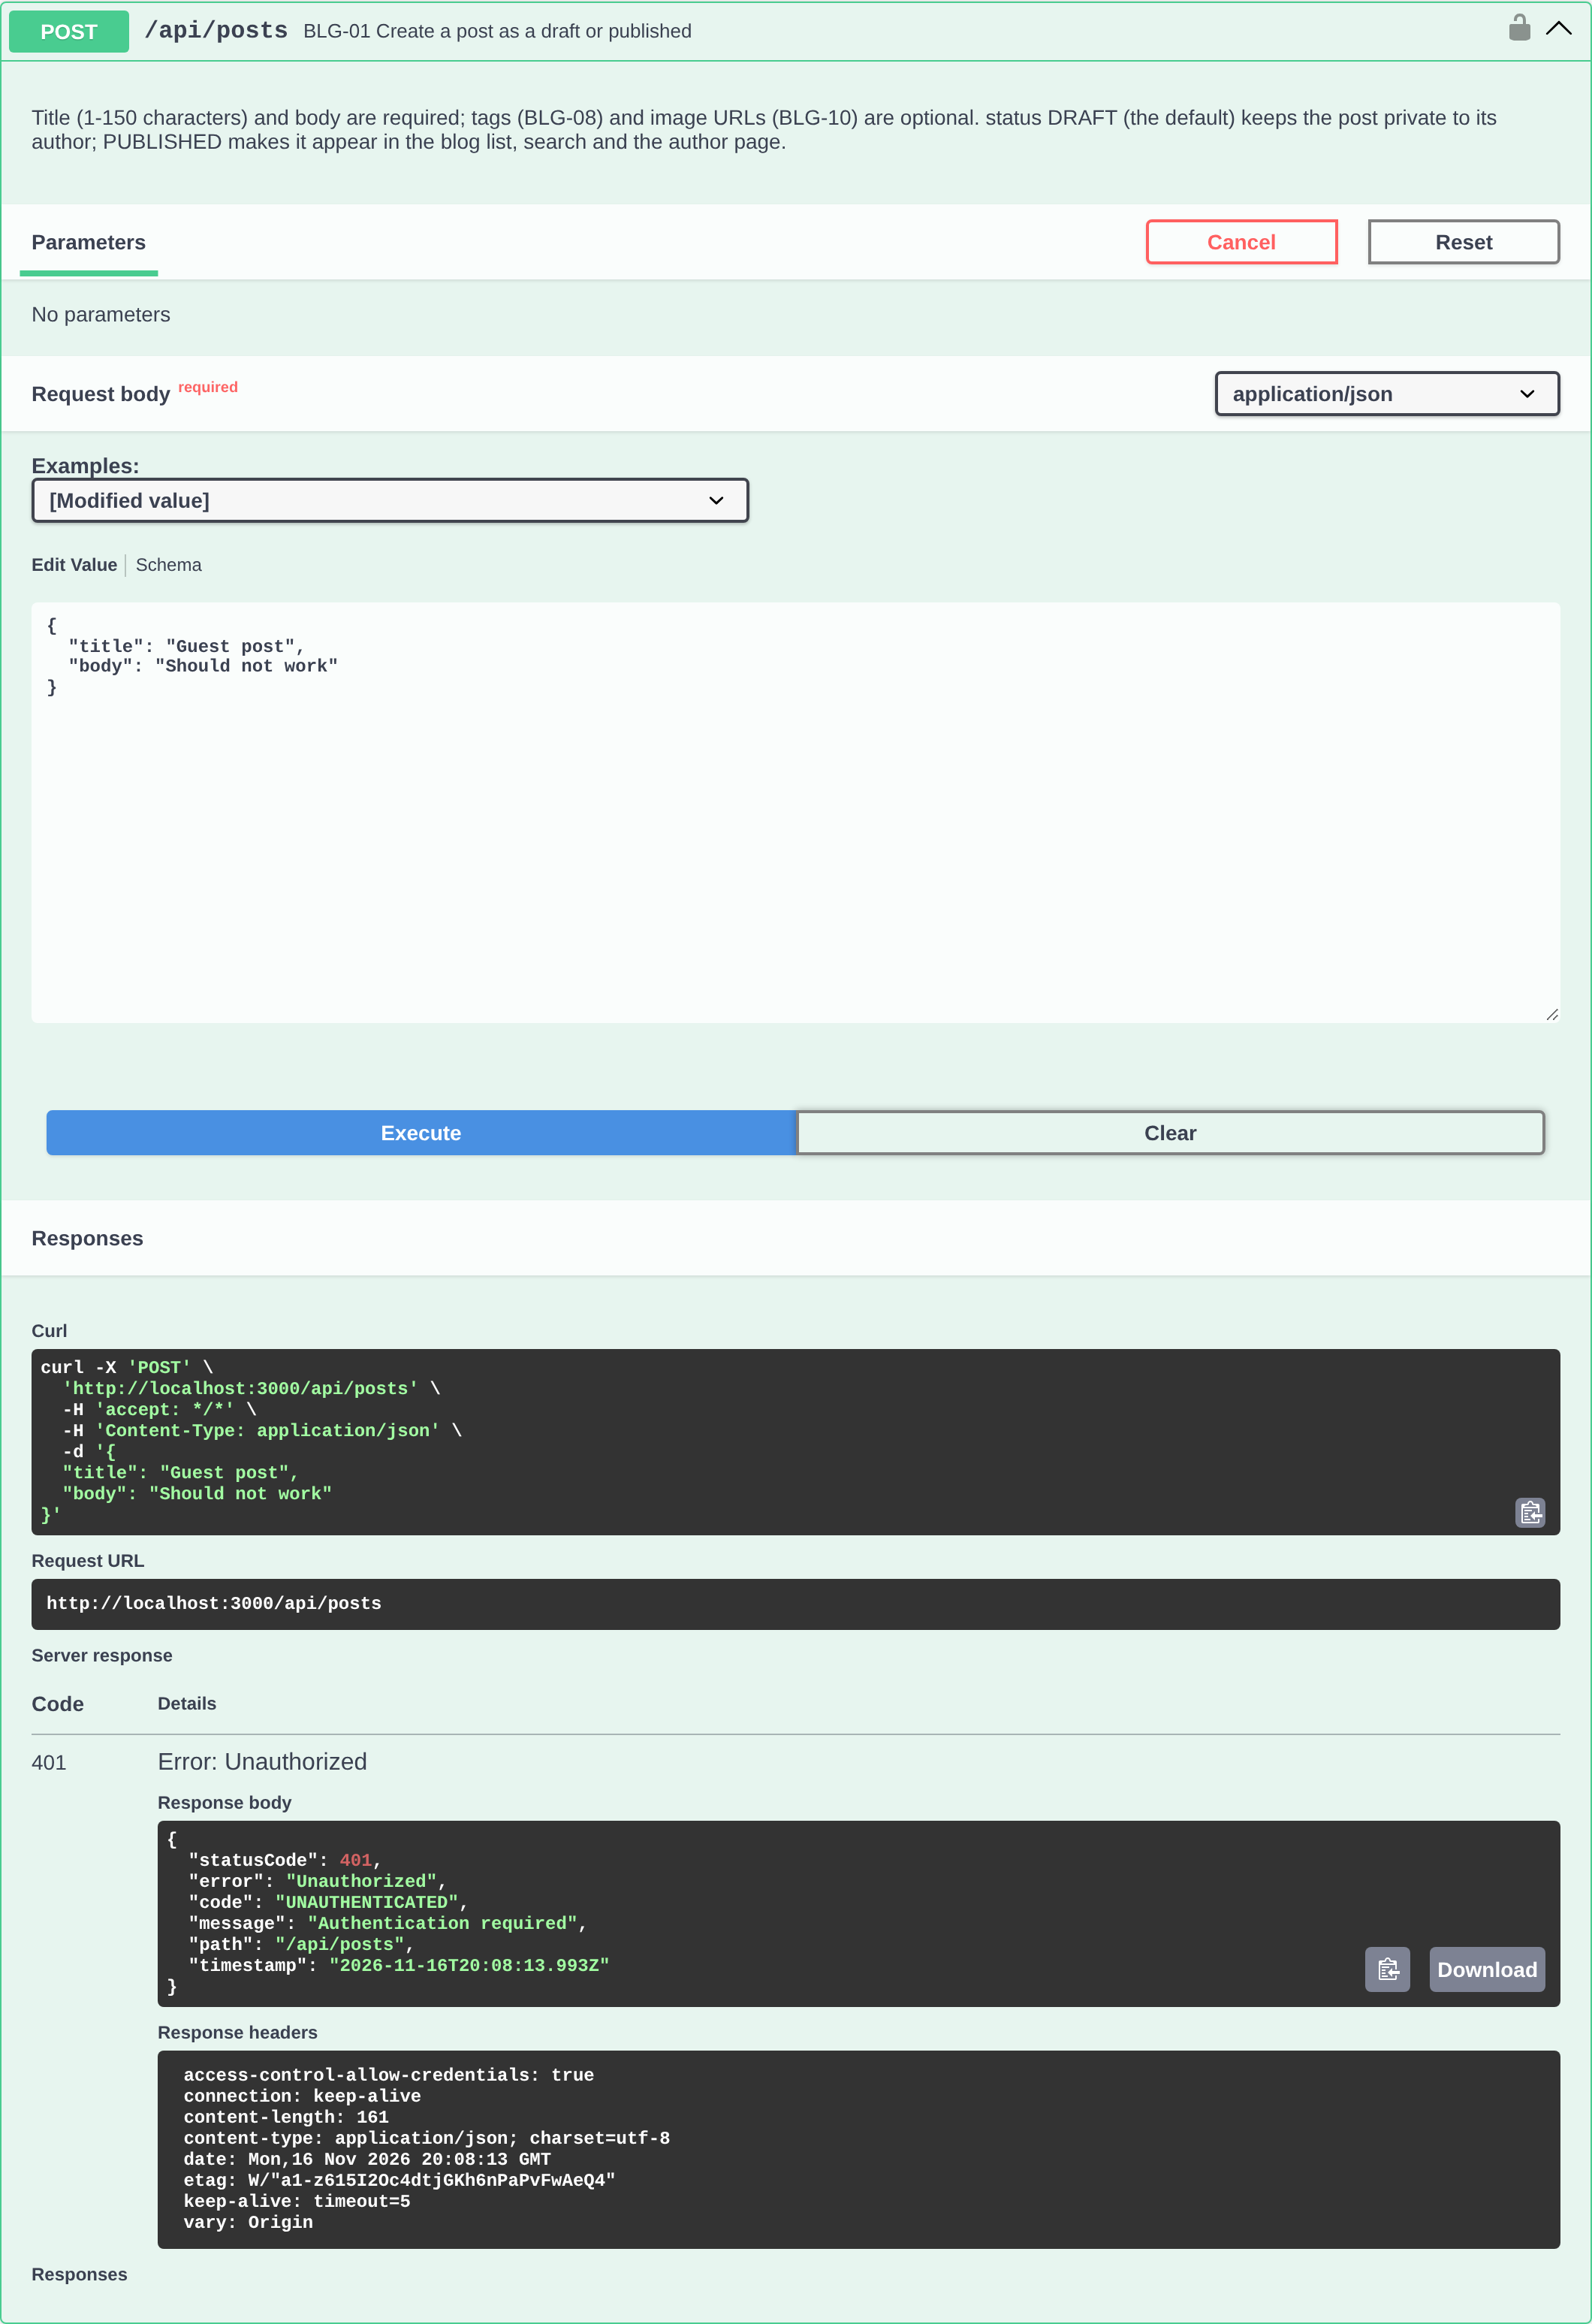 POST /api/posts BLG-01 Create a post as a draft or published
Title (1-150 characters) and body are required; tags (BLG-08) and image URLs (BLG-10) are optional. status DRAFT (the default) keeps the post private to its
author; PUBLISHED makes it appear in the blog list, search and the author page.
Parameters
Cancel
Reset
No parameters
Request body required
application/json
Examples:
[Modified value]
Edit Value Schema
{
  "title": "Guest post",
  "body": "Should not work"
}
Execute
Clear
Responses
Curl
curl -X 'POST' \
  'http://localhost:3000/api/posts' \
  -H 'accept: */*' \
  -H 'Content-Type: application/json' \
  -d '{
  "title": "Guest post",
  "body": "Should not work"
}'
Request URL
http://localhost:3000/api/posts
Server response
Code Details
401 Error: Unauthorized
Response body
{
  "statusCode": 401,
  "error": "Unauthorized",
  "code": "UNAUTHENTICATED",
  "message": "Authentication required",
  "path": "/api/posts",
  "timestamp": "2026-11-16T20:08:13.993Z"
}
Download
Response headers
access-control-allow-credentials: true
connection: keep-alive
content-length: 161
content-type: application/json; charset=utf-8
date: Mon,16 Nov 2026 20:08:13 GMT
etag: W/"a1-z615I2Oc4dtjGKh6nPaPvFwAeQ4"
keep-alive: timeout=5
vary: Origin
Responses